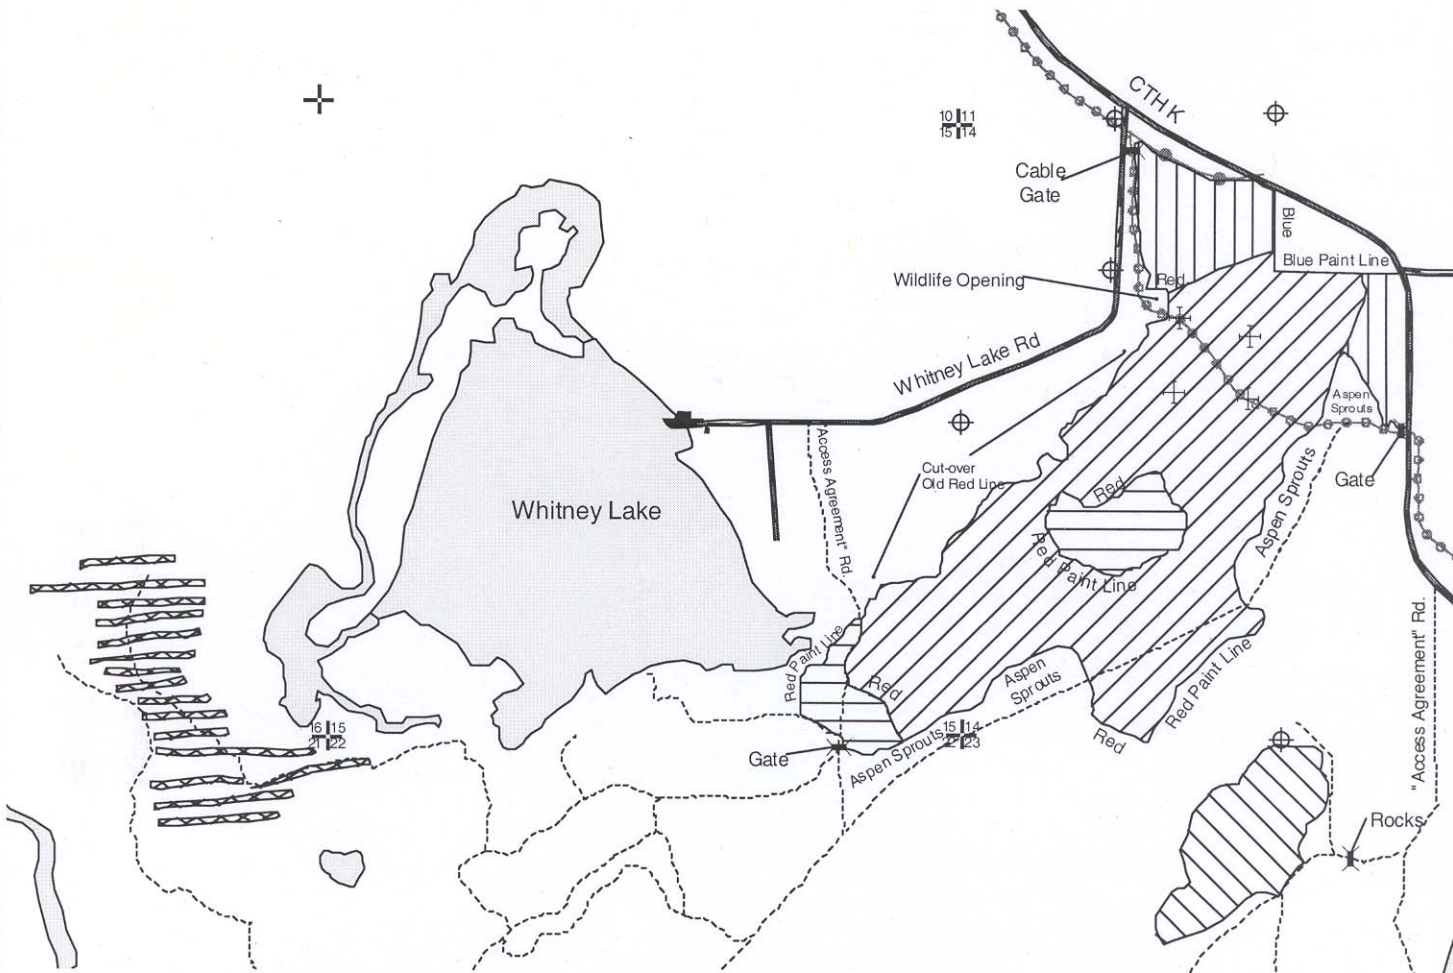 CTH K
10 11
15 14
Cable
Gate
Blue
Blue Paint Line
Wildlife Opening
Red
Whitney Lake Rd
Aspen
Sprouts
"Access Agreement" Rd.
Cut-over
Old Red Line
Gate
Red
Aspen Sprouts
Whitney Lake
Red Paint Line
Red Paint Line
Red
Aspen
Sprouts
Red Paint Line
"Access Agreement" Rd.
16 15
21 22
15 14
22 23
Red
Gate
Aspen Sprouts
Rocks